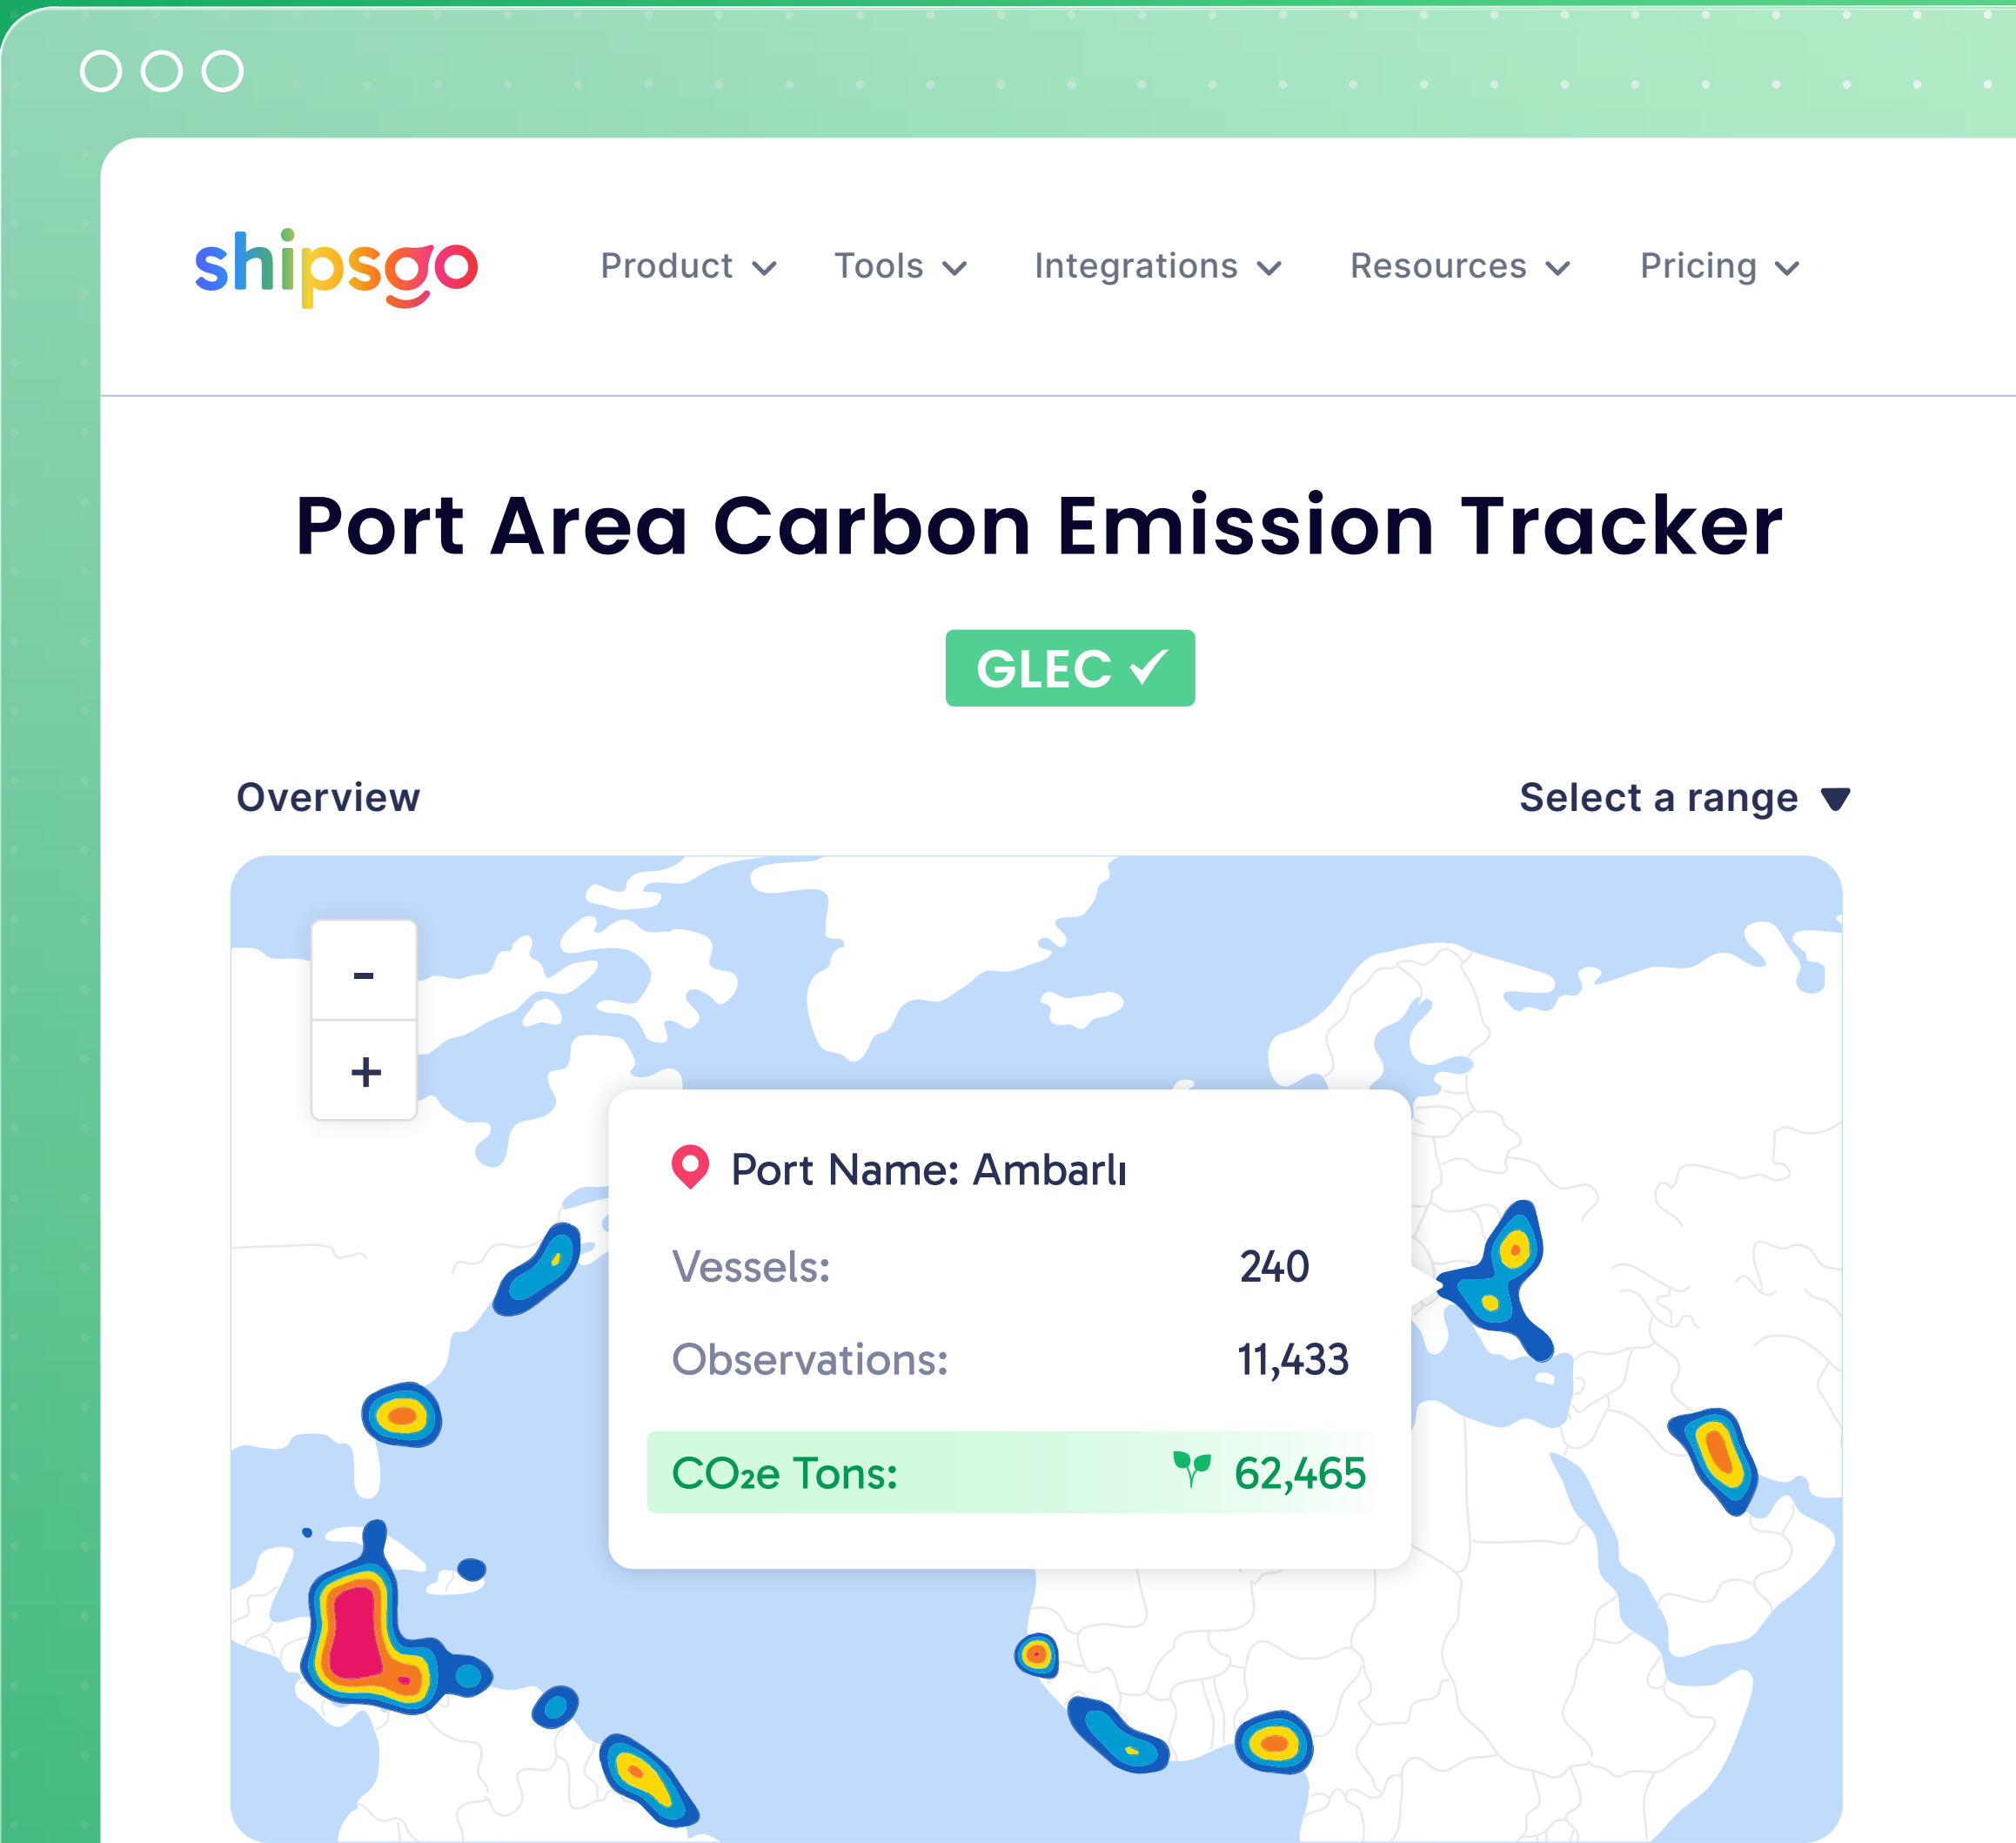 shipsgo
Product Tools Integrations Resources Pricing
Port Area Carbon Emission Tracker
GLEC ✓
Overview Select a range
-
+
Port Name: Ambarlı
Vessels: 240
Observations: 11,433
CO₂e Tons: 62,465